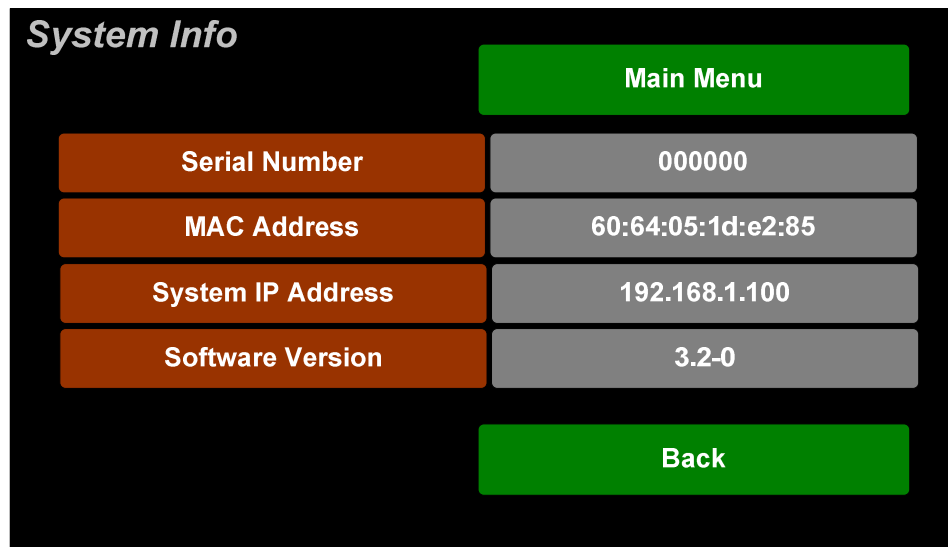 System Info
Main Menu
Serial Number 000000
MAC Address 60:64:05:1d:e2:85
System IP Address 192.168.1.100
Software Version 3.2-0
Back